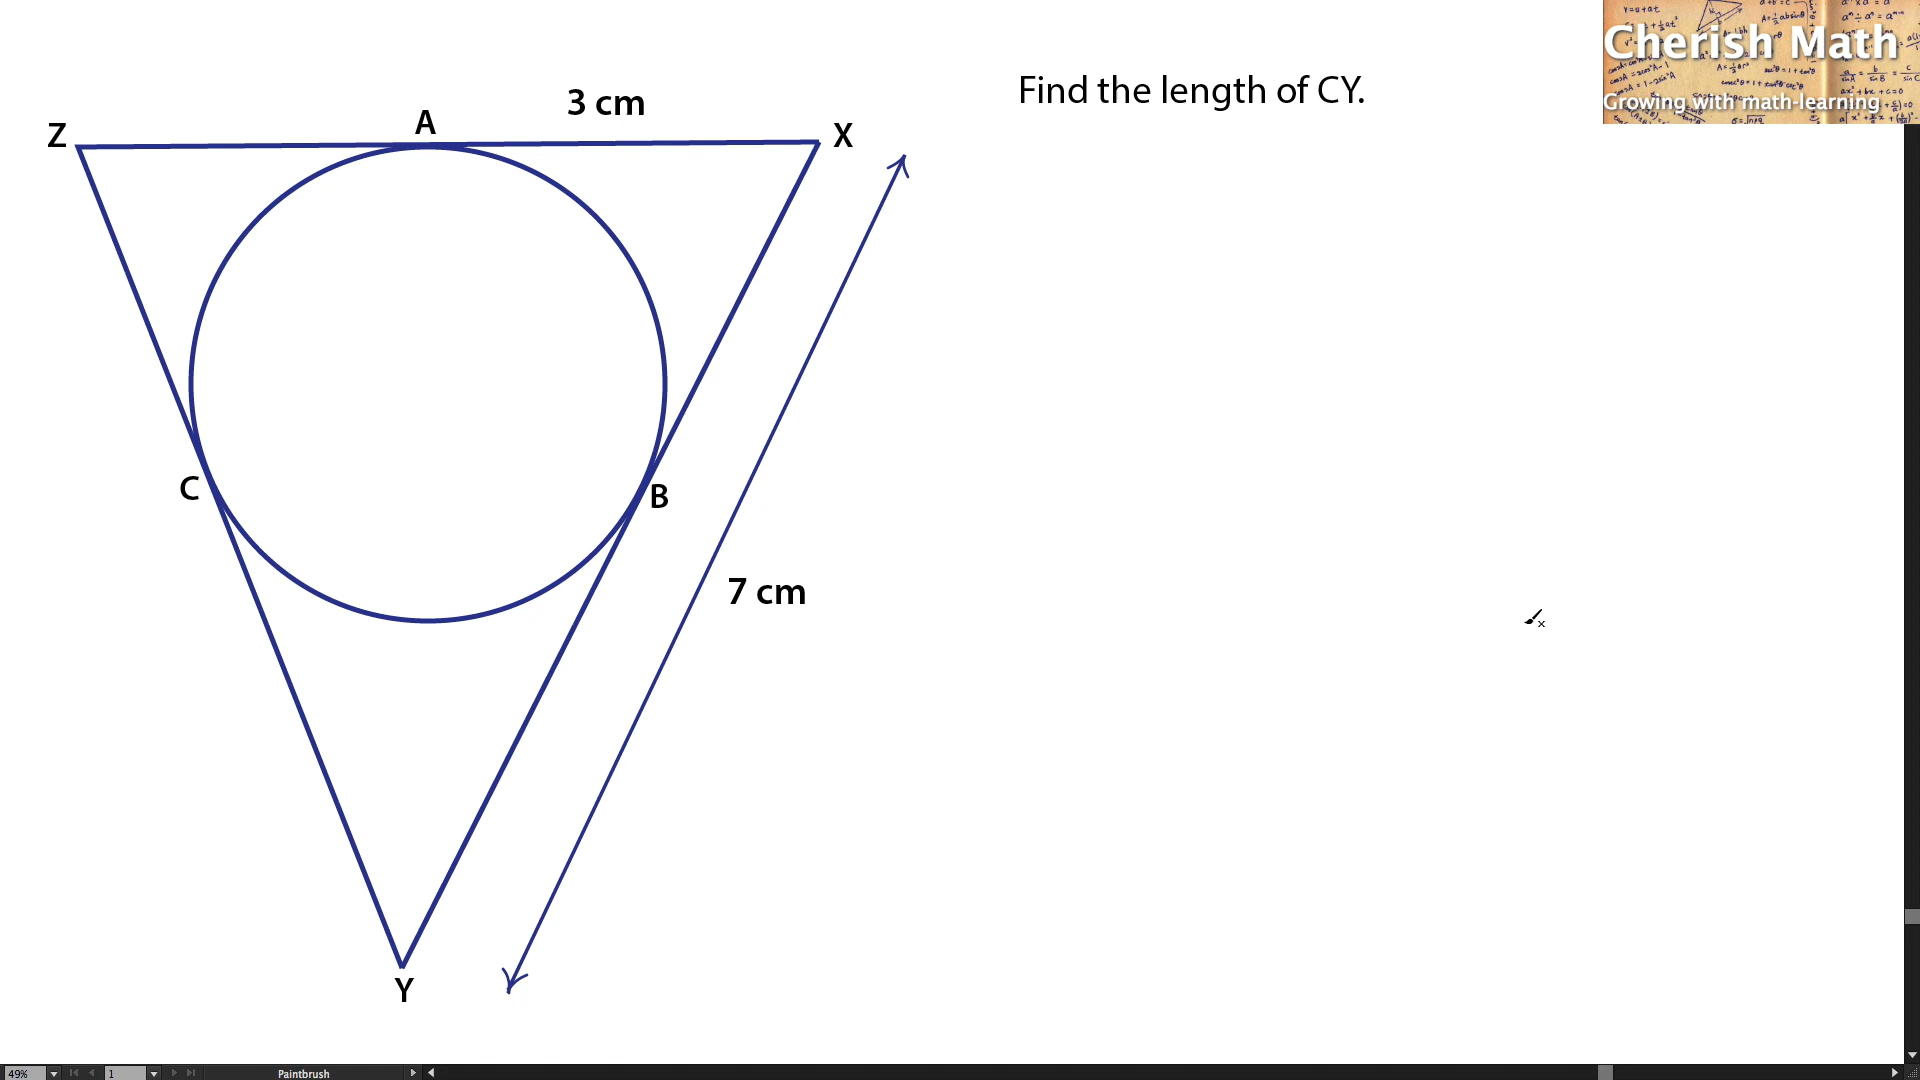 Find the length of CY.
Cherish Math
Growing with math-learning
3 cm
A
Z
X
C
B
7 cm
Y
49%
1
Paintbrush